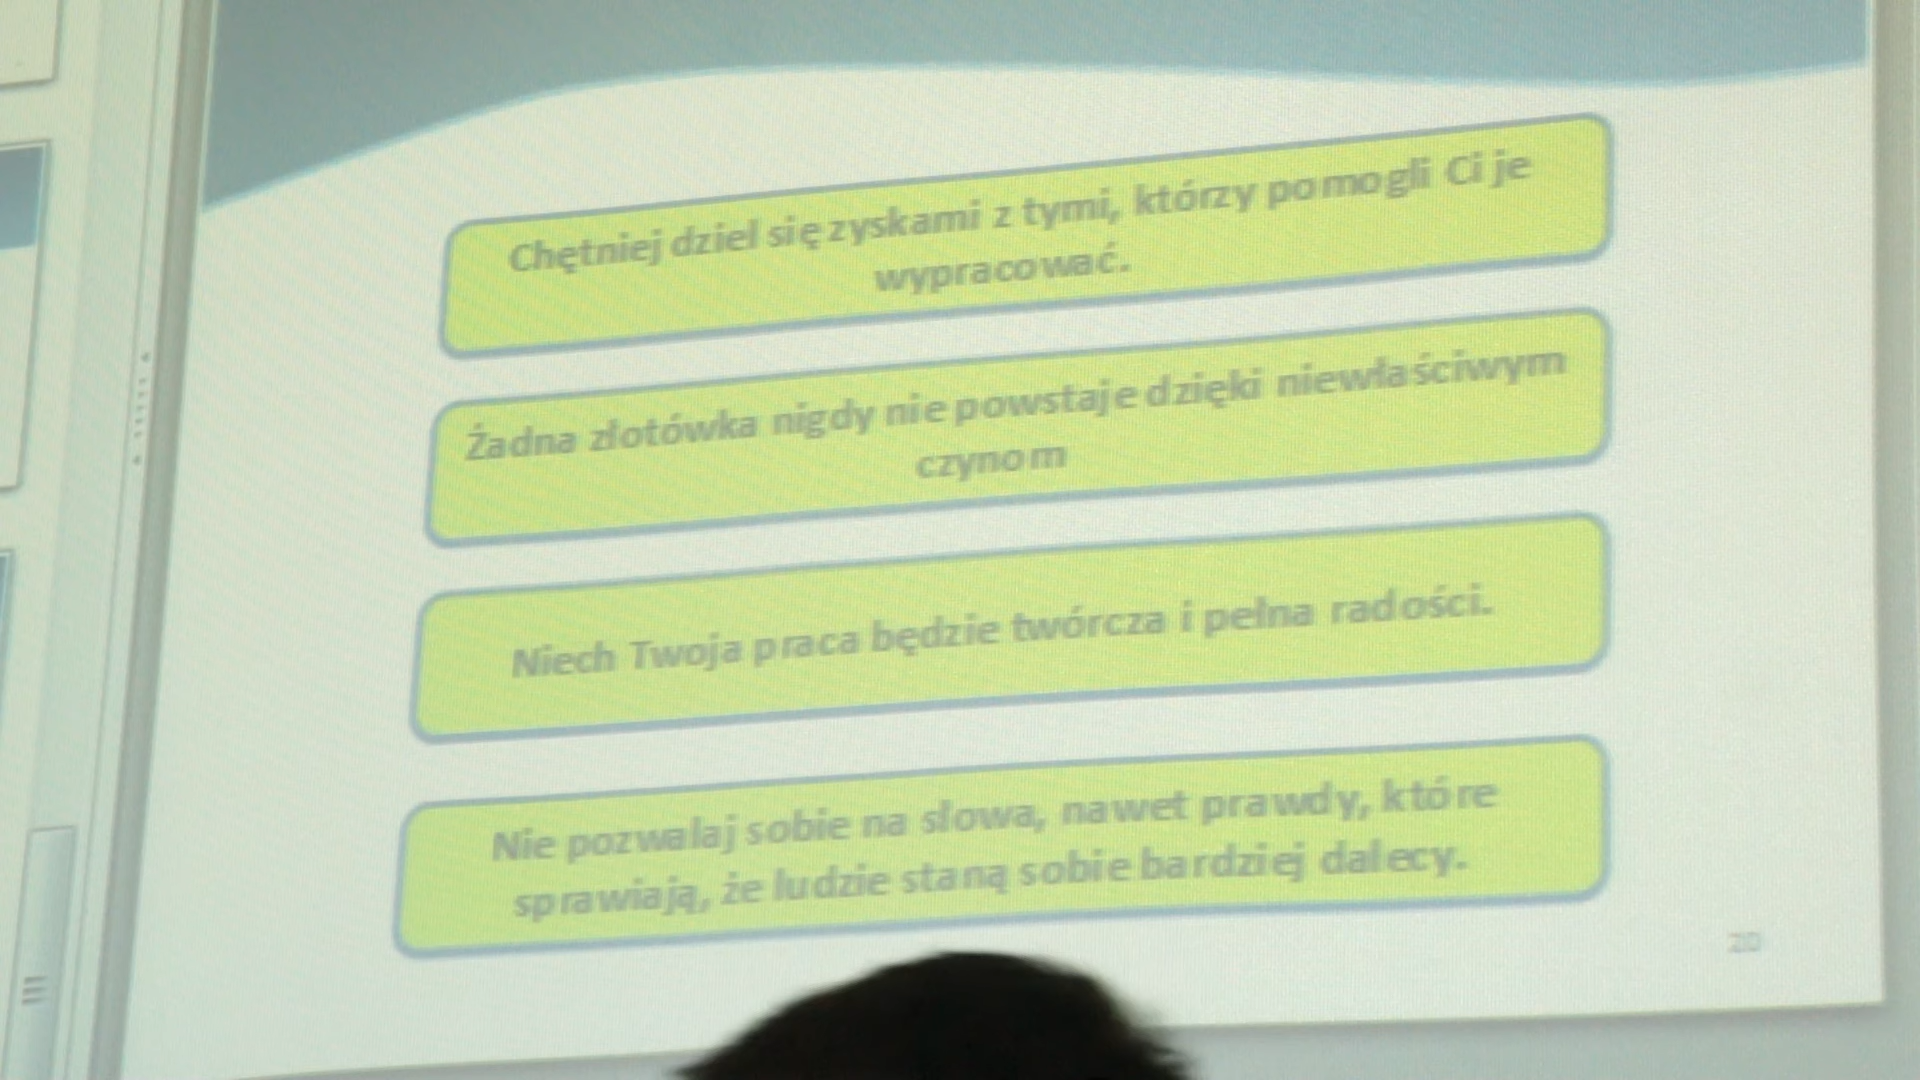 Chętniej dziel się zyskami z tymi, którzy pomogli Ci je
wypracować.
Żadna złotówka nigdy nie powstaje dzięki niewłaściwym
czynom
Niech Twoja praca będzie twórcza i pełna radości.
Nie pozwalaj sobie na słowa, nawet prawdy, które
sprawiają, że ludzie staną sobie bardziej dalecy.
20